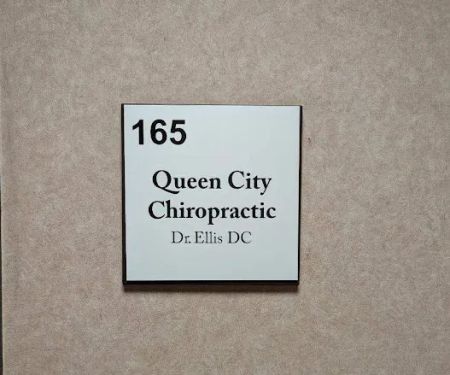 165
Queen City
Chiropractic
Dr. Ellis DC